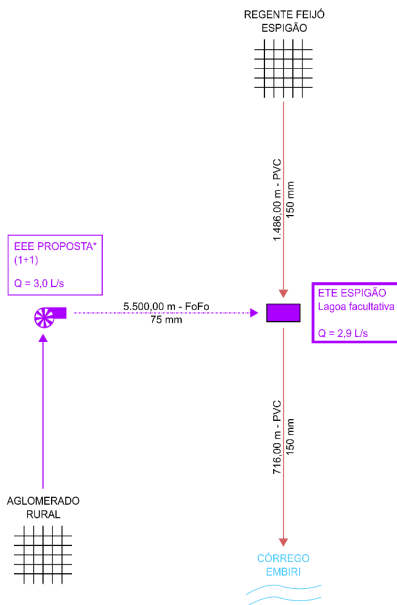 REGENTE FEIJÓ
ESPIGÃO
1.486,00 m - PVC
150 mm
EEE PROPOSTA*
(1+1)
Q = 3,0 L/s
5.500,00 m - FoFo
75 mm
ETE ESPIGÃO
Lagoa facultativa
Q = 2,9 L/s
716,00 m - PVC
150 mm
AGLOMERADO
RURAL
CÓRREGO
EMBIRI